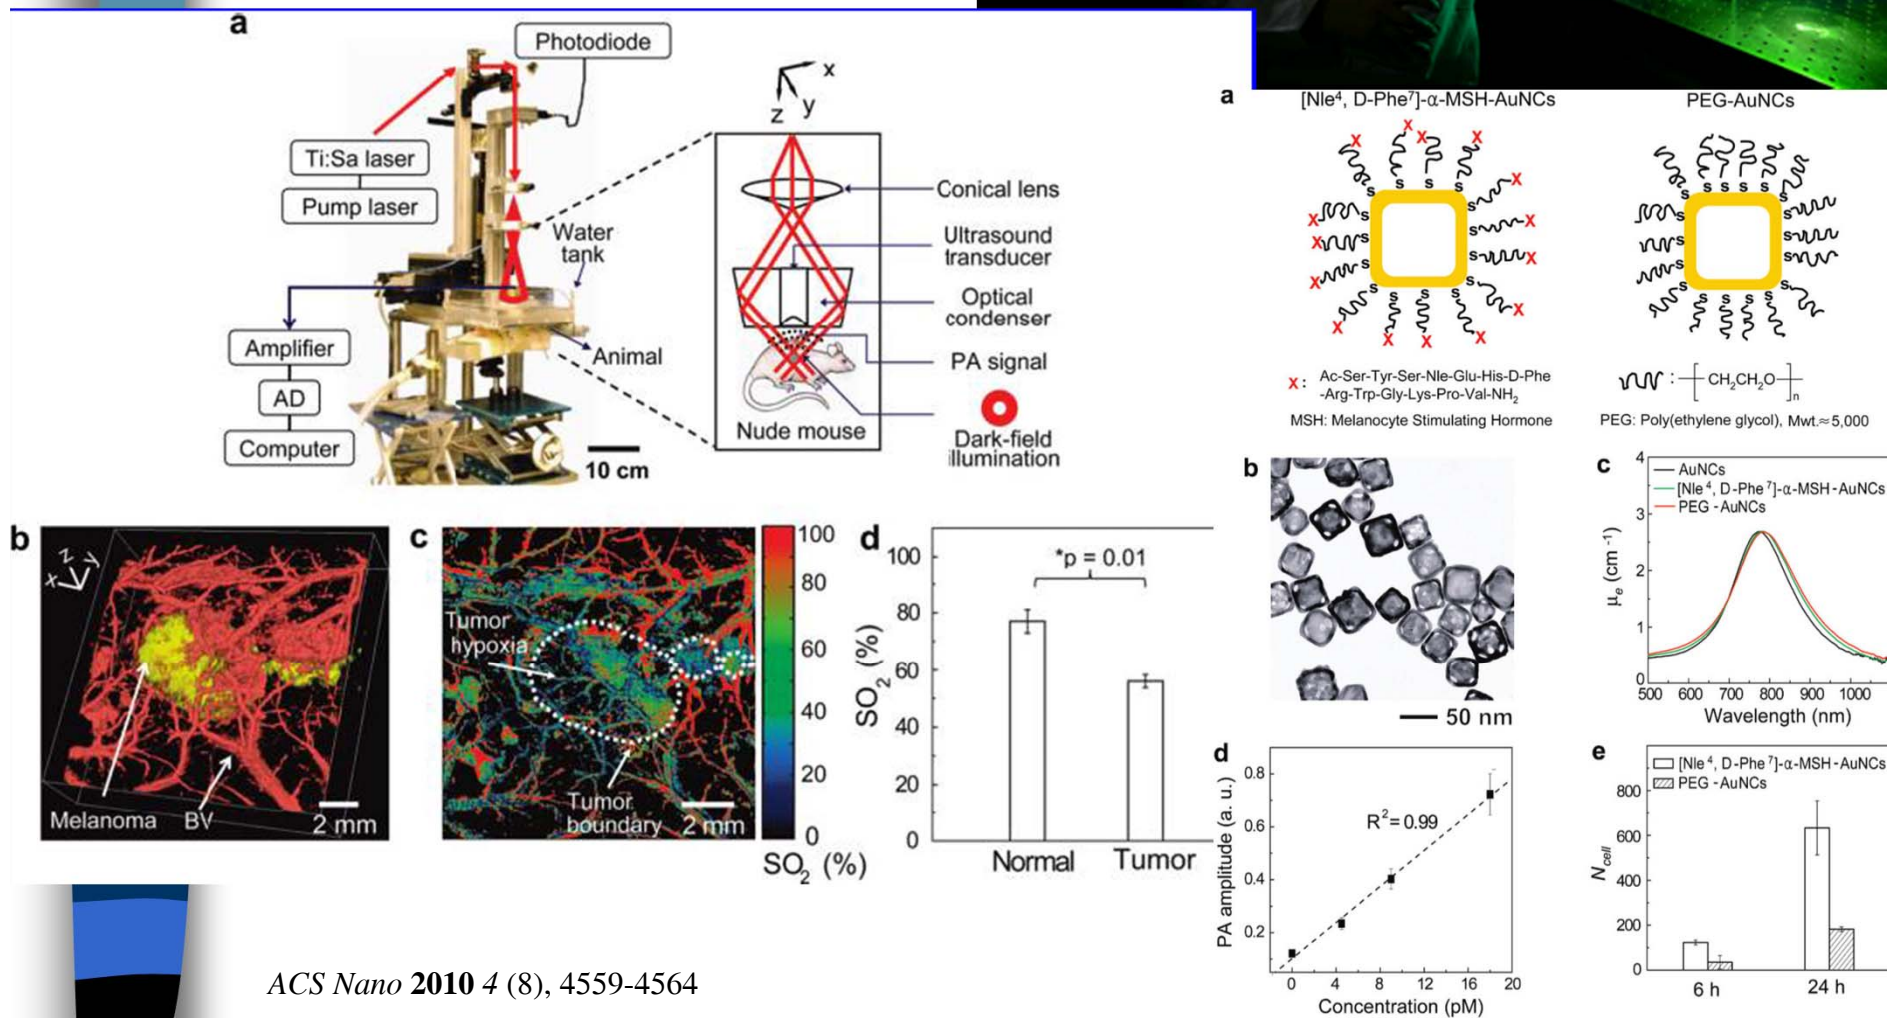 a
Photodiode
Ti:Sa laser
Pump laser
Water
tank
Amplifier
AD
Computer
Animal
10 cm
x
y
z
Nude mouse
Conical lens
Ultrasound
transducer
Optical
condenser
PA signal
Dark-field
illumination
b
z
x
y
Melanoma
BV
2 mm
c
Tumor
hypoxia
Tumor
boundary
2 mm
100
80
60
40
20
0
SO₂ (%)
d
*p = 0.01
100
80
60
40
20
0
SO₂ (%)
Normal
Tumor
a
[Nle⁴, D-Phe⁷]-α-MSH-AuNCs
PEG-AuNCs
X X X X X X X X X X X X X X
S S S S S S S S S S S S S S S S
S S S S S S S S S S S S S S S S
X : Ac-Ser-Tyr-Ser-Nle-Glu-His-D-Phe
-Arg-Trp-Gly-Lys-Pro-Val-NH₂
MSH: Melanocyte Stimulating Hormone
: [CH₂CH₂O]n
PEG: Poly(ethylene glycol), Mwt.≈5,000
b
50 nm
c
AuNCs
[Nle⁴, D-Phe⁷]-α-MSH-AuNCs
PEG-AuNCs
4
3
2
1
0
μe (cm⁻¹)
500 600 700 800 900 1000
Wavelength (nm)
d
0.8
0.6
0.4
0.2
PA amplitude (a. u.)
R²=0.99
0 4 8 12 16 20
Concentration (pM)
e
[Nle⁴, D-Phe⁷]-α-MSH-AuNCs
PEG-AuNCs
800
600
400
200
0
Ncell
6 h
24 h
ACS Nano 2010 4 (8), 4559-4564